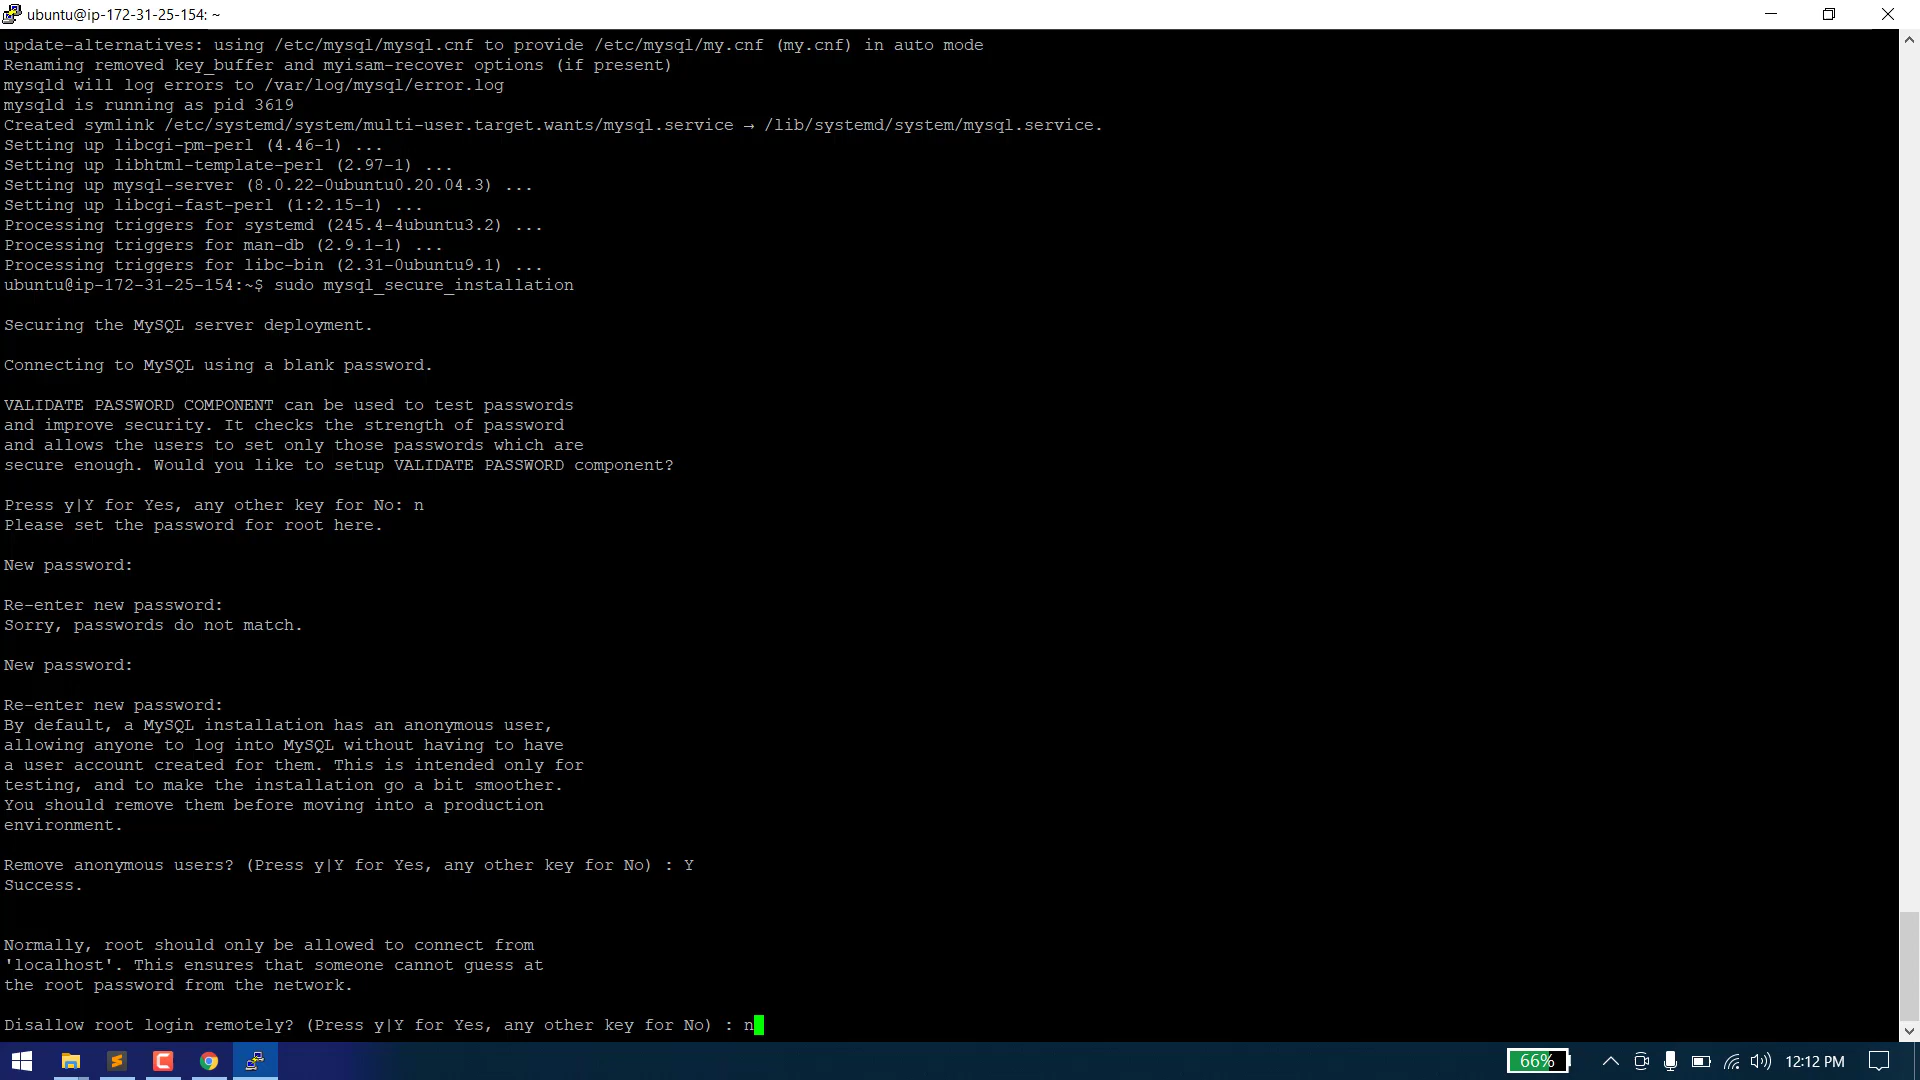 ubuntu@ip-172-31-25-154: ~
update-alternatives: using /etc/mysql/mysql.cnf to provide /etc/mysql/my.cnf (my.cnf) in auto mode
Renaming removed key_buffer and myisam-recover options (if present)
mysqld will log errors to /var/log/mysql/error.log
mysqld is running as pid 3619
Created symlink /etc/systemd/system/multi-user.target.wants/mysql.service → /lib/systemd/system/mysql.service.
Setting up libcgi-pm-perl (4.46-1) ...
Setting up libhtml-template-perl (2.97-1) ...
Setting up mysql-server (8.0.22-0ubuntu0.20.04.3) ...
Setting up libcgi-fast-perl (1:2.15-1) ...
Processing triggers for systemd (245.4-4ubuntu3.2) ...
Processing triggers for man-db (2.9.1-1) ...
Processing triggers for libc-bin (2.31-0ubuntu9.1) ...
ubuntu@ip-172-31-25-154:~$ sudo mysql_secure_installation
Securing the MySQL server deployment.
Connecting to MySQL using a blank password.
VALIDATE PASSWORD COMPONENT can be used to test passwords
and improve security. It checks the strength of password
and allows the users to set only those passwords which are
secure enough. Would you like to setup VALIDATE PASSWORD component?
Press y|Y for Yes, any other key for No: n
Please set the password for root here.
New password:
Re-enter new password:
Sorry, passwords do not match.
New password:
Re-enter new password:
By default, a MySQL installation has an anonymous user,
allowing anyone to log into MySQL without having to have
a user account created for them. This is intended only for
testing, and to make the installation go a bit smoother.
You should remove them before moving into a production
environment.
Remove anonymous users? (Press y|Y for Yes, any other key for No) : Y
Success.
Normally, root should only be allowed to connect from
'localhost'. This ensures that someone cannot guess at
the root password from the network.
Disallow root login remotely? (Press y|Y for Yes, any other key for No) : n
66%
12:12 PM